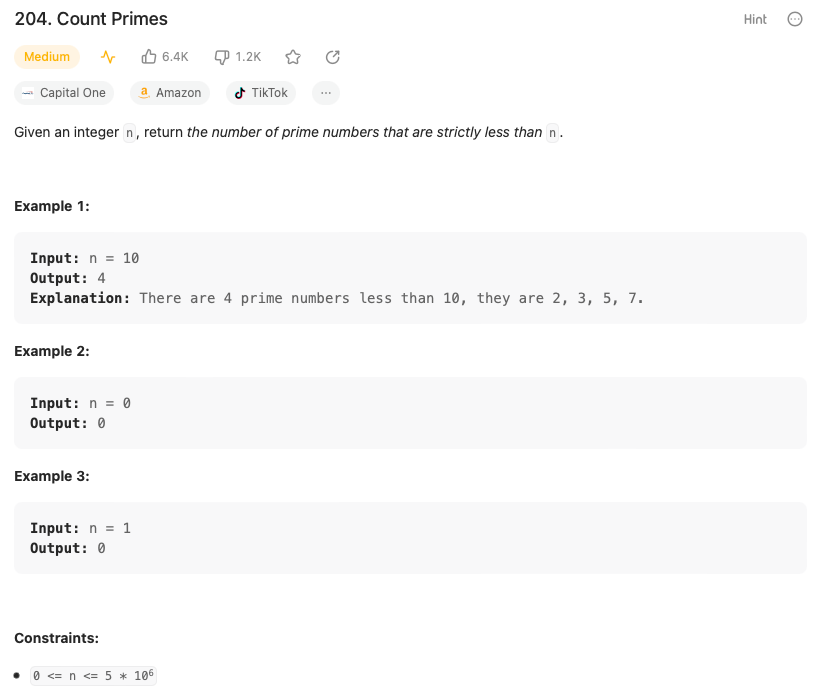 204. Count Primes
Hint
Medium 6.4K 1.2K
Capital One Amazon TikTok ...
Given an integer n, return the number of prime numbers that are strictly less than n.
Example 1:
Input: n = 10
Output: 4
Explanation: There are 4 prime numbers less than 10, they are 2, 3, 5, 7.
Example 2:
Input: n = 0
Output: 0
Example 3:
Input: n = 1
Output: 0
Constraints:
• 0 <= n <= 5 * 10⁶